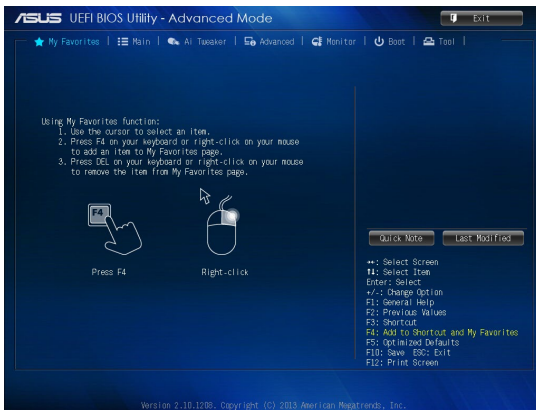 ASUS UEFI BIOS Utility - Advanced Mode
Exit
My Favorites | Main | Ai Tweaker | Advanced | Monitor | Boot | Tool |
Using My Favorites function:
1. Use the cursor to select an item.
2. Press F4 on your keyboard or right-click on your mouse
to add an item to My Favorites page.
3. Press DEL on your keyboard or right-click on your mouse
to remove the item from My Favorites page.
F4
Press F4
Right-click
Quick Note
Last Modified
→←: Select Screen
↑↓: Select Item
Enter: Select
+/-: Change Option
F1: General Help
F2: Previous Values
F3: Shortcut
F4: Add to Shortcut and My Favorites
F5: Optimized Defaults
F10: Save ESC: Exit
F12: Print Screen
Version 2.10.1208. Copyright (C) 2013 American Megatrends, Inc.